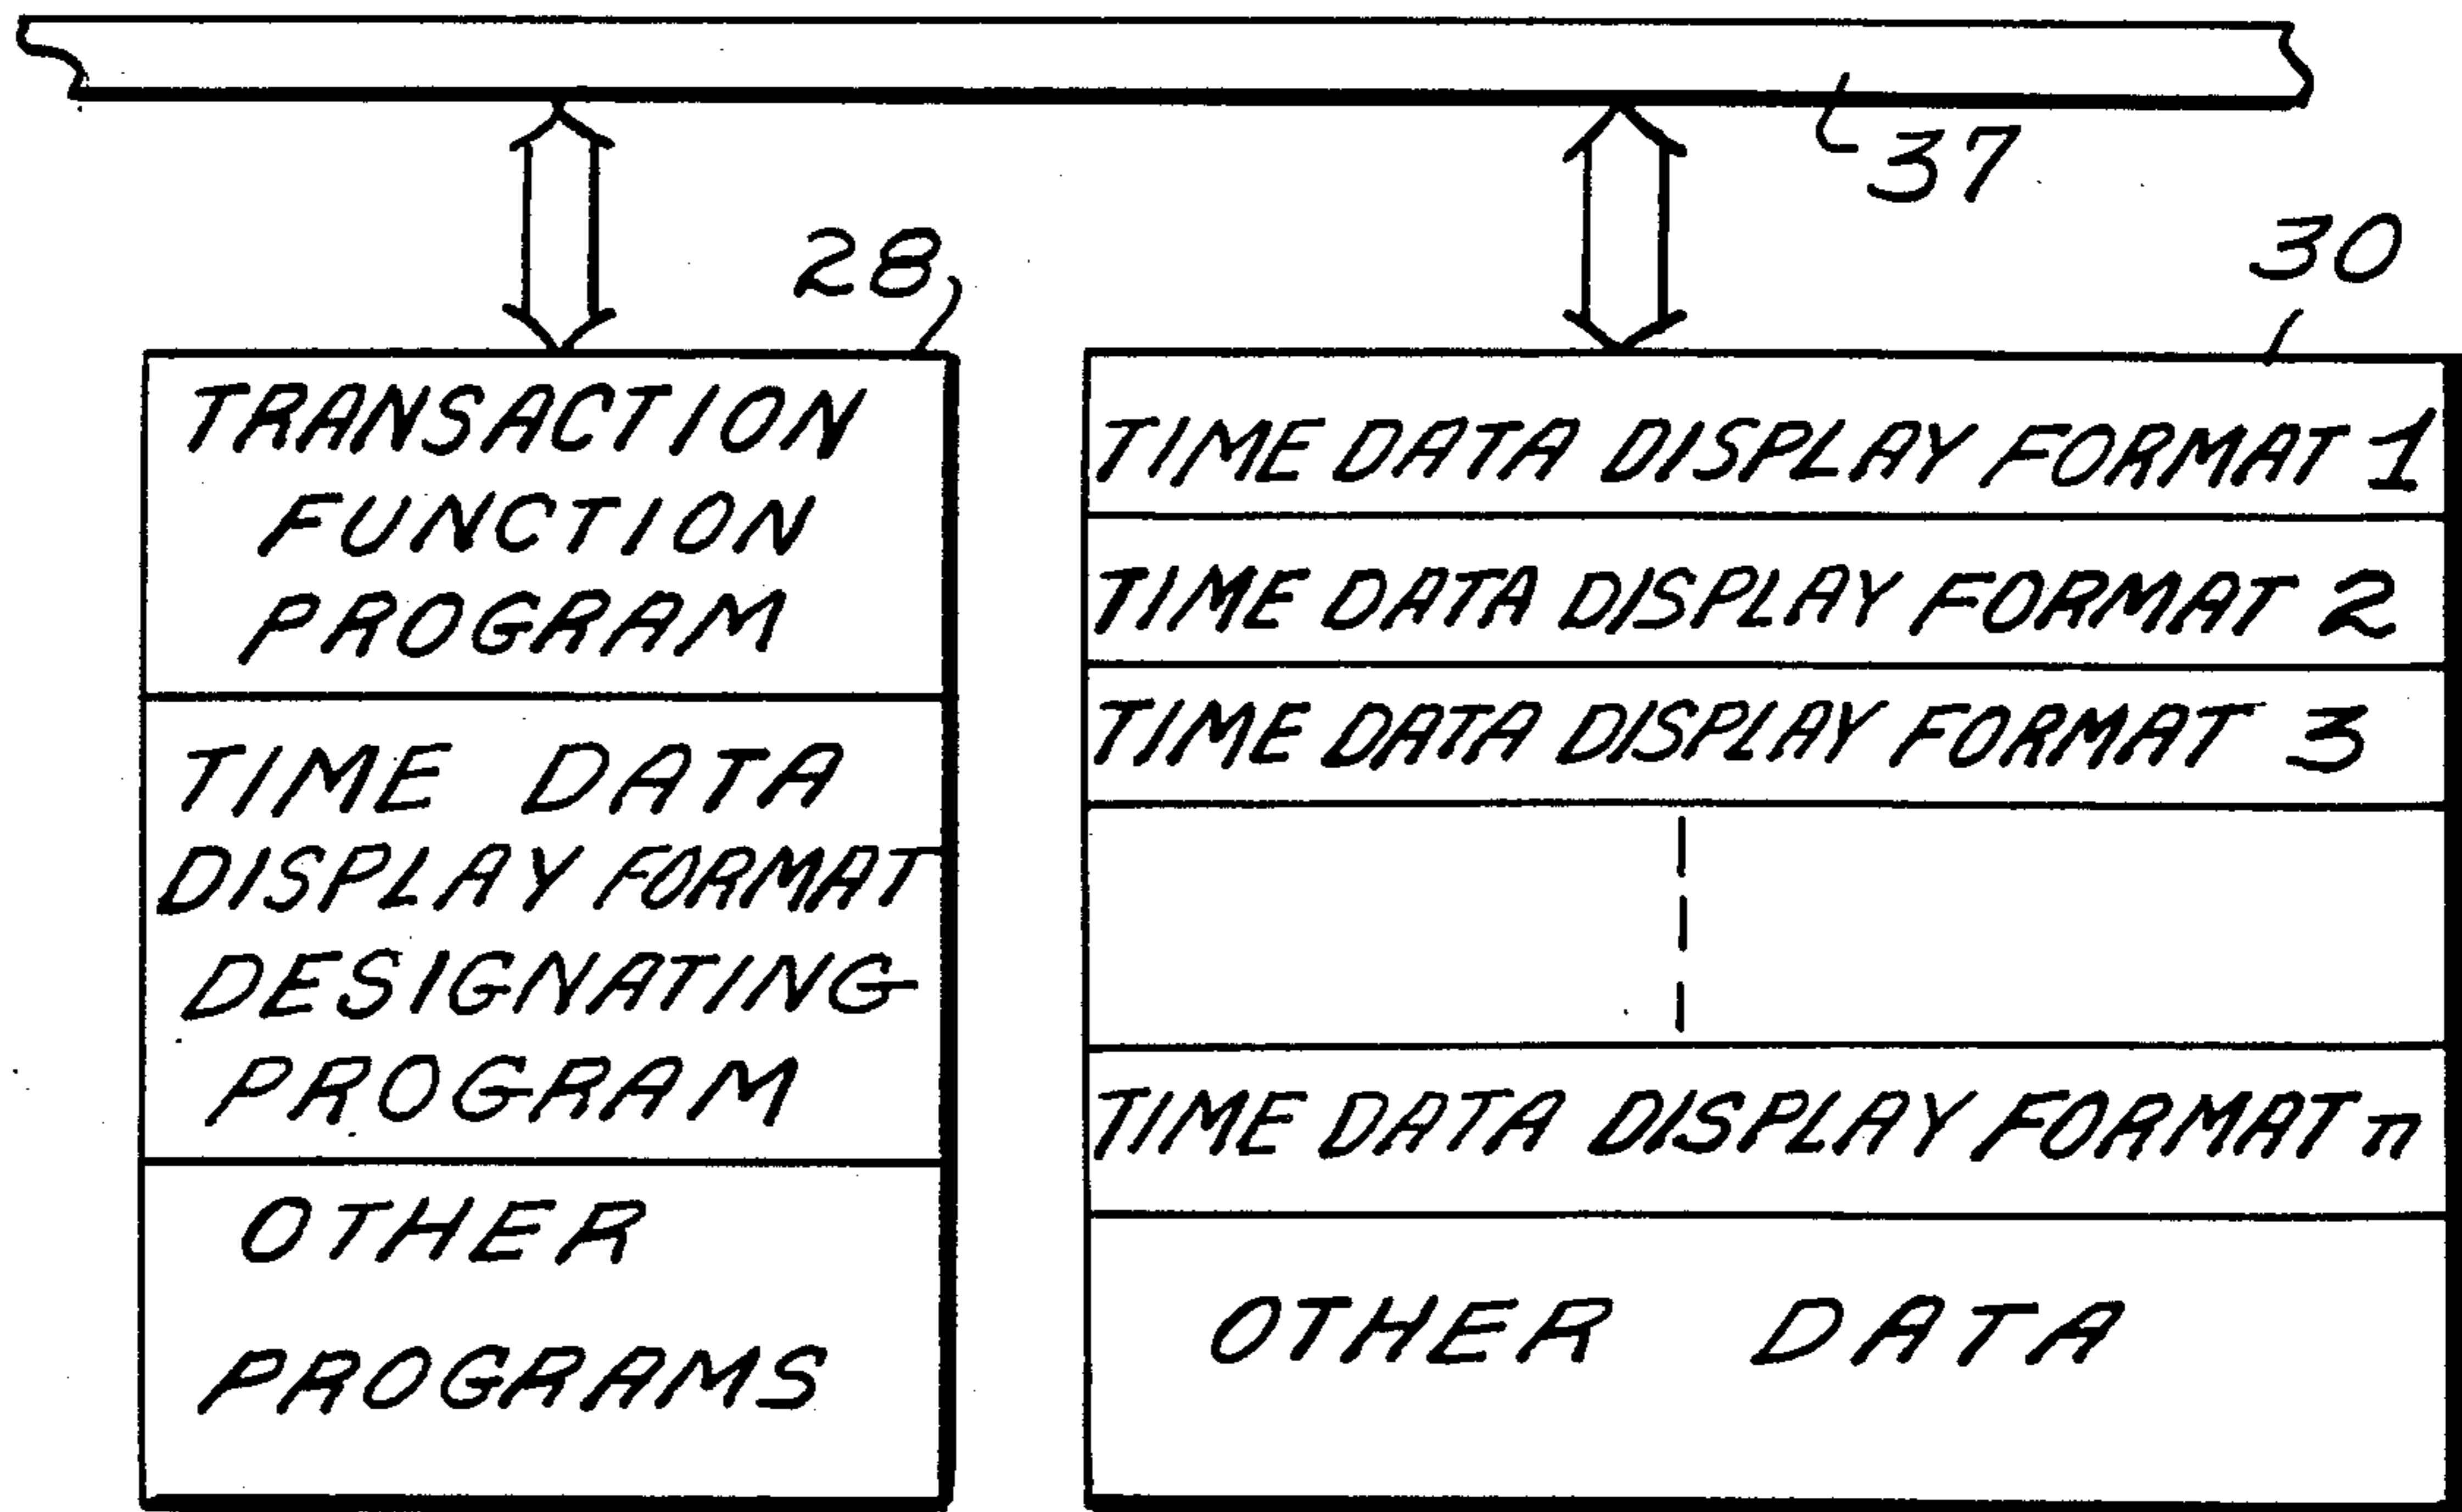 37
28
30
TRANSACTION
FUNCTION
PROGRAM
TIME DATA
DISPLAY FORMAT
DESIGNATING
PROGRAM
OTHER
PROGRAMS
TIME DATA DISPLAY FORMAT 1
TIME DATA DISPLAY FORMAT 2
TIME DATA DISPLAY FORMAT 3
TIME DATA DISPLAY FORMAT n
OTHER DATA